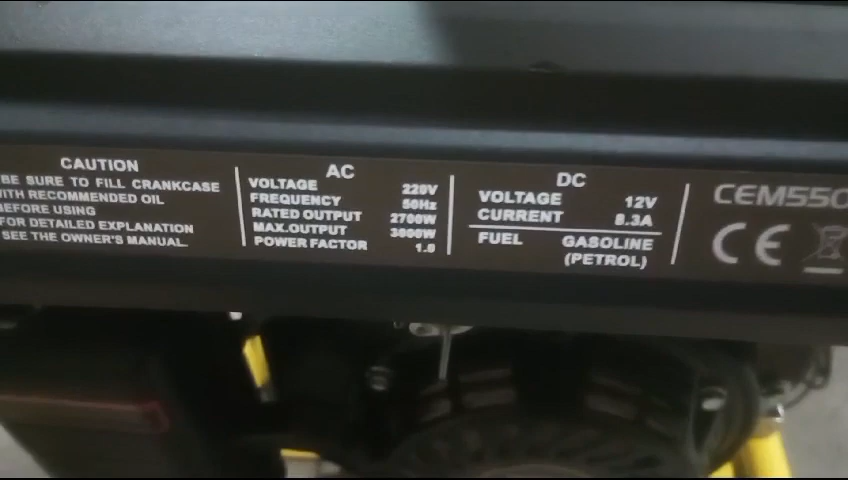 CAUTION
BE SURE TO FILL CRANKCASE
WITH RECOMMENDED OIL
BEFORE USING
FOR DETAILED EXPLANATION
SEE THE OWNER'S MANUAL
AC
VOLTAGE 220V
FREQUENCY 50Hz
RATED OUTPUT 2700W
MAX.OUTPUT 3000W
POWER FACTOR 1.0
DC
VOLTAGE 12V
CURRENT 8.3A
FUEL GASOLINE
(PETROL)
CEM550
CE